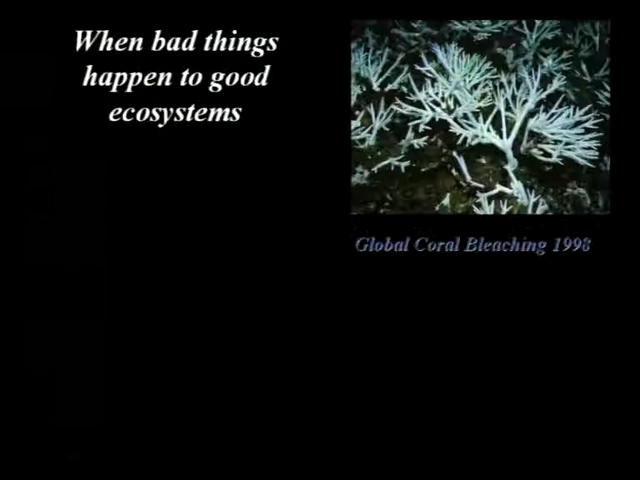 When bad things
happen to good
ecosystems
Global Coral Bleaching 1998